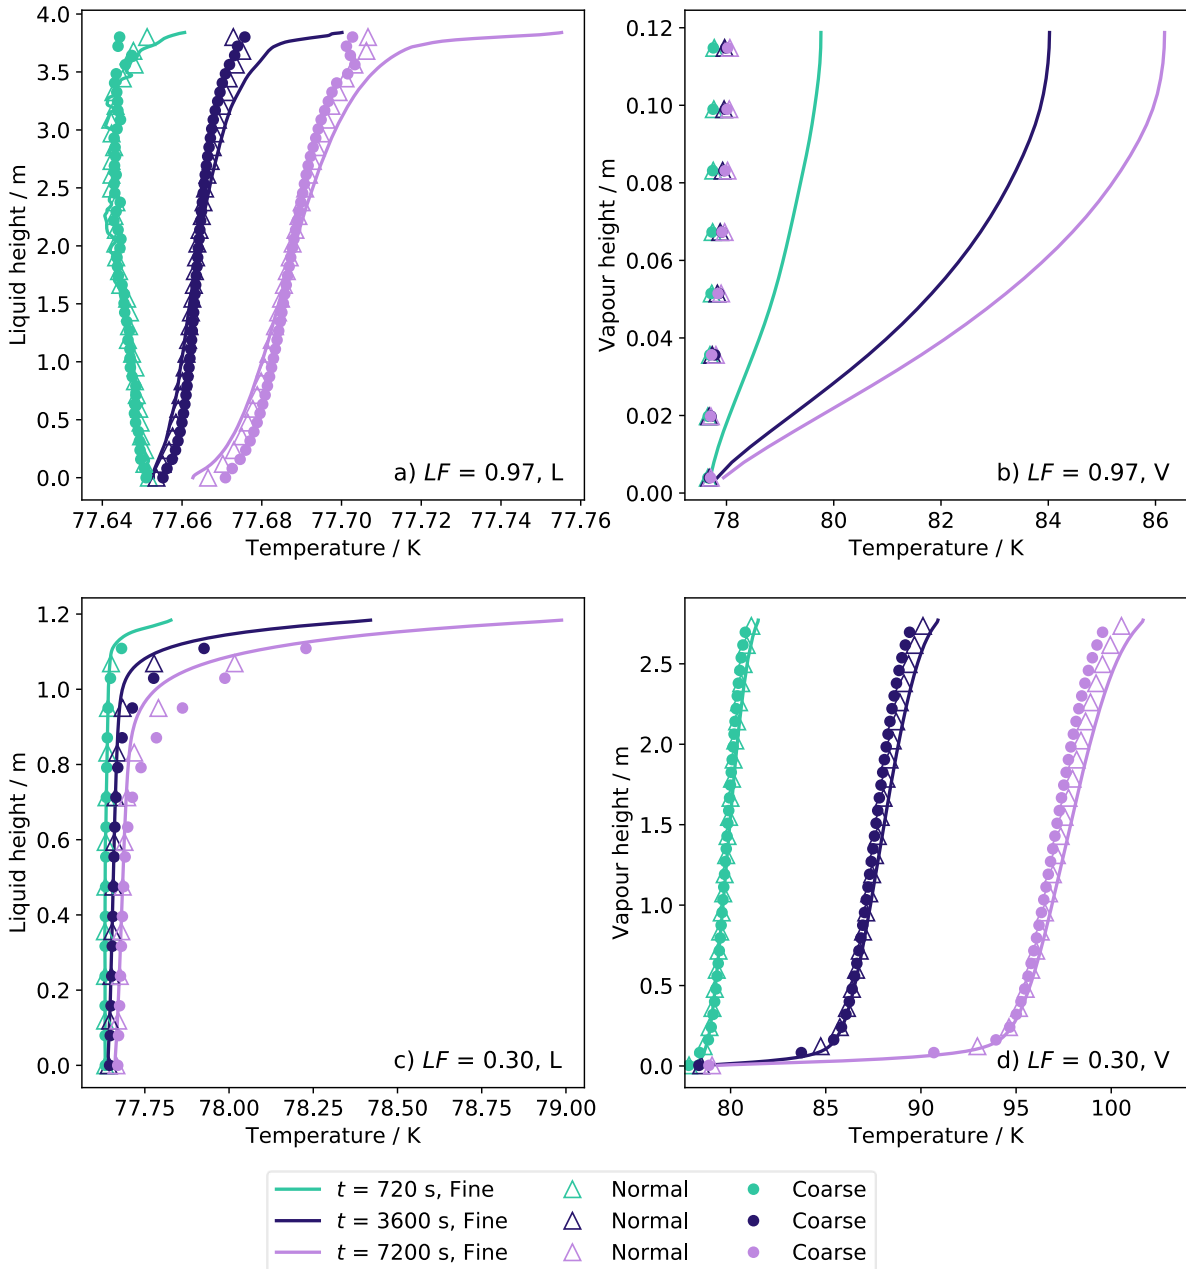 4.0
3.5
3.0
2.5
2.0
1.5
1.0
0.5
0.0
Liquid height / m
77.64 77.66 77.68 77.70 77.72 77.74 77.76
Temperature / K
a) LF = 0.97, L
0.12
0.10
0.08
0.06
0.04
0.02
0.00
Vapour height / m
78 80 82 84 86
Temperature / K
b) LF = 0.97, V
1.2
1.0
0.8
0.6
0.4
0.2
0.0
Liquid height / m
77.75 78.00 78.25 78.50 78.75 79.00
Temperature / K
c) LF = 0.30, L
2.5
2.0
1.5
1.0
0.5
0.0
Vapour height / m
80 85 90 95 100
Temperature / K
d) LF = 0.30, V
t = 720 s, Fine Normal Coarse
t = 3600 s, Fine Normal Coarse
t = 7200 s, Fine Normal Coarse